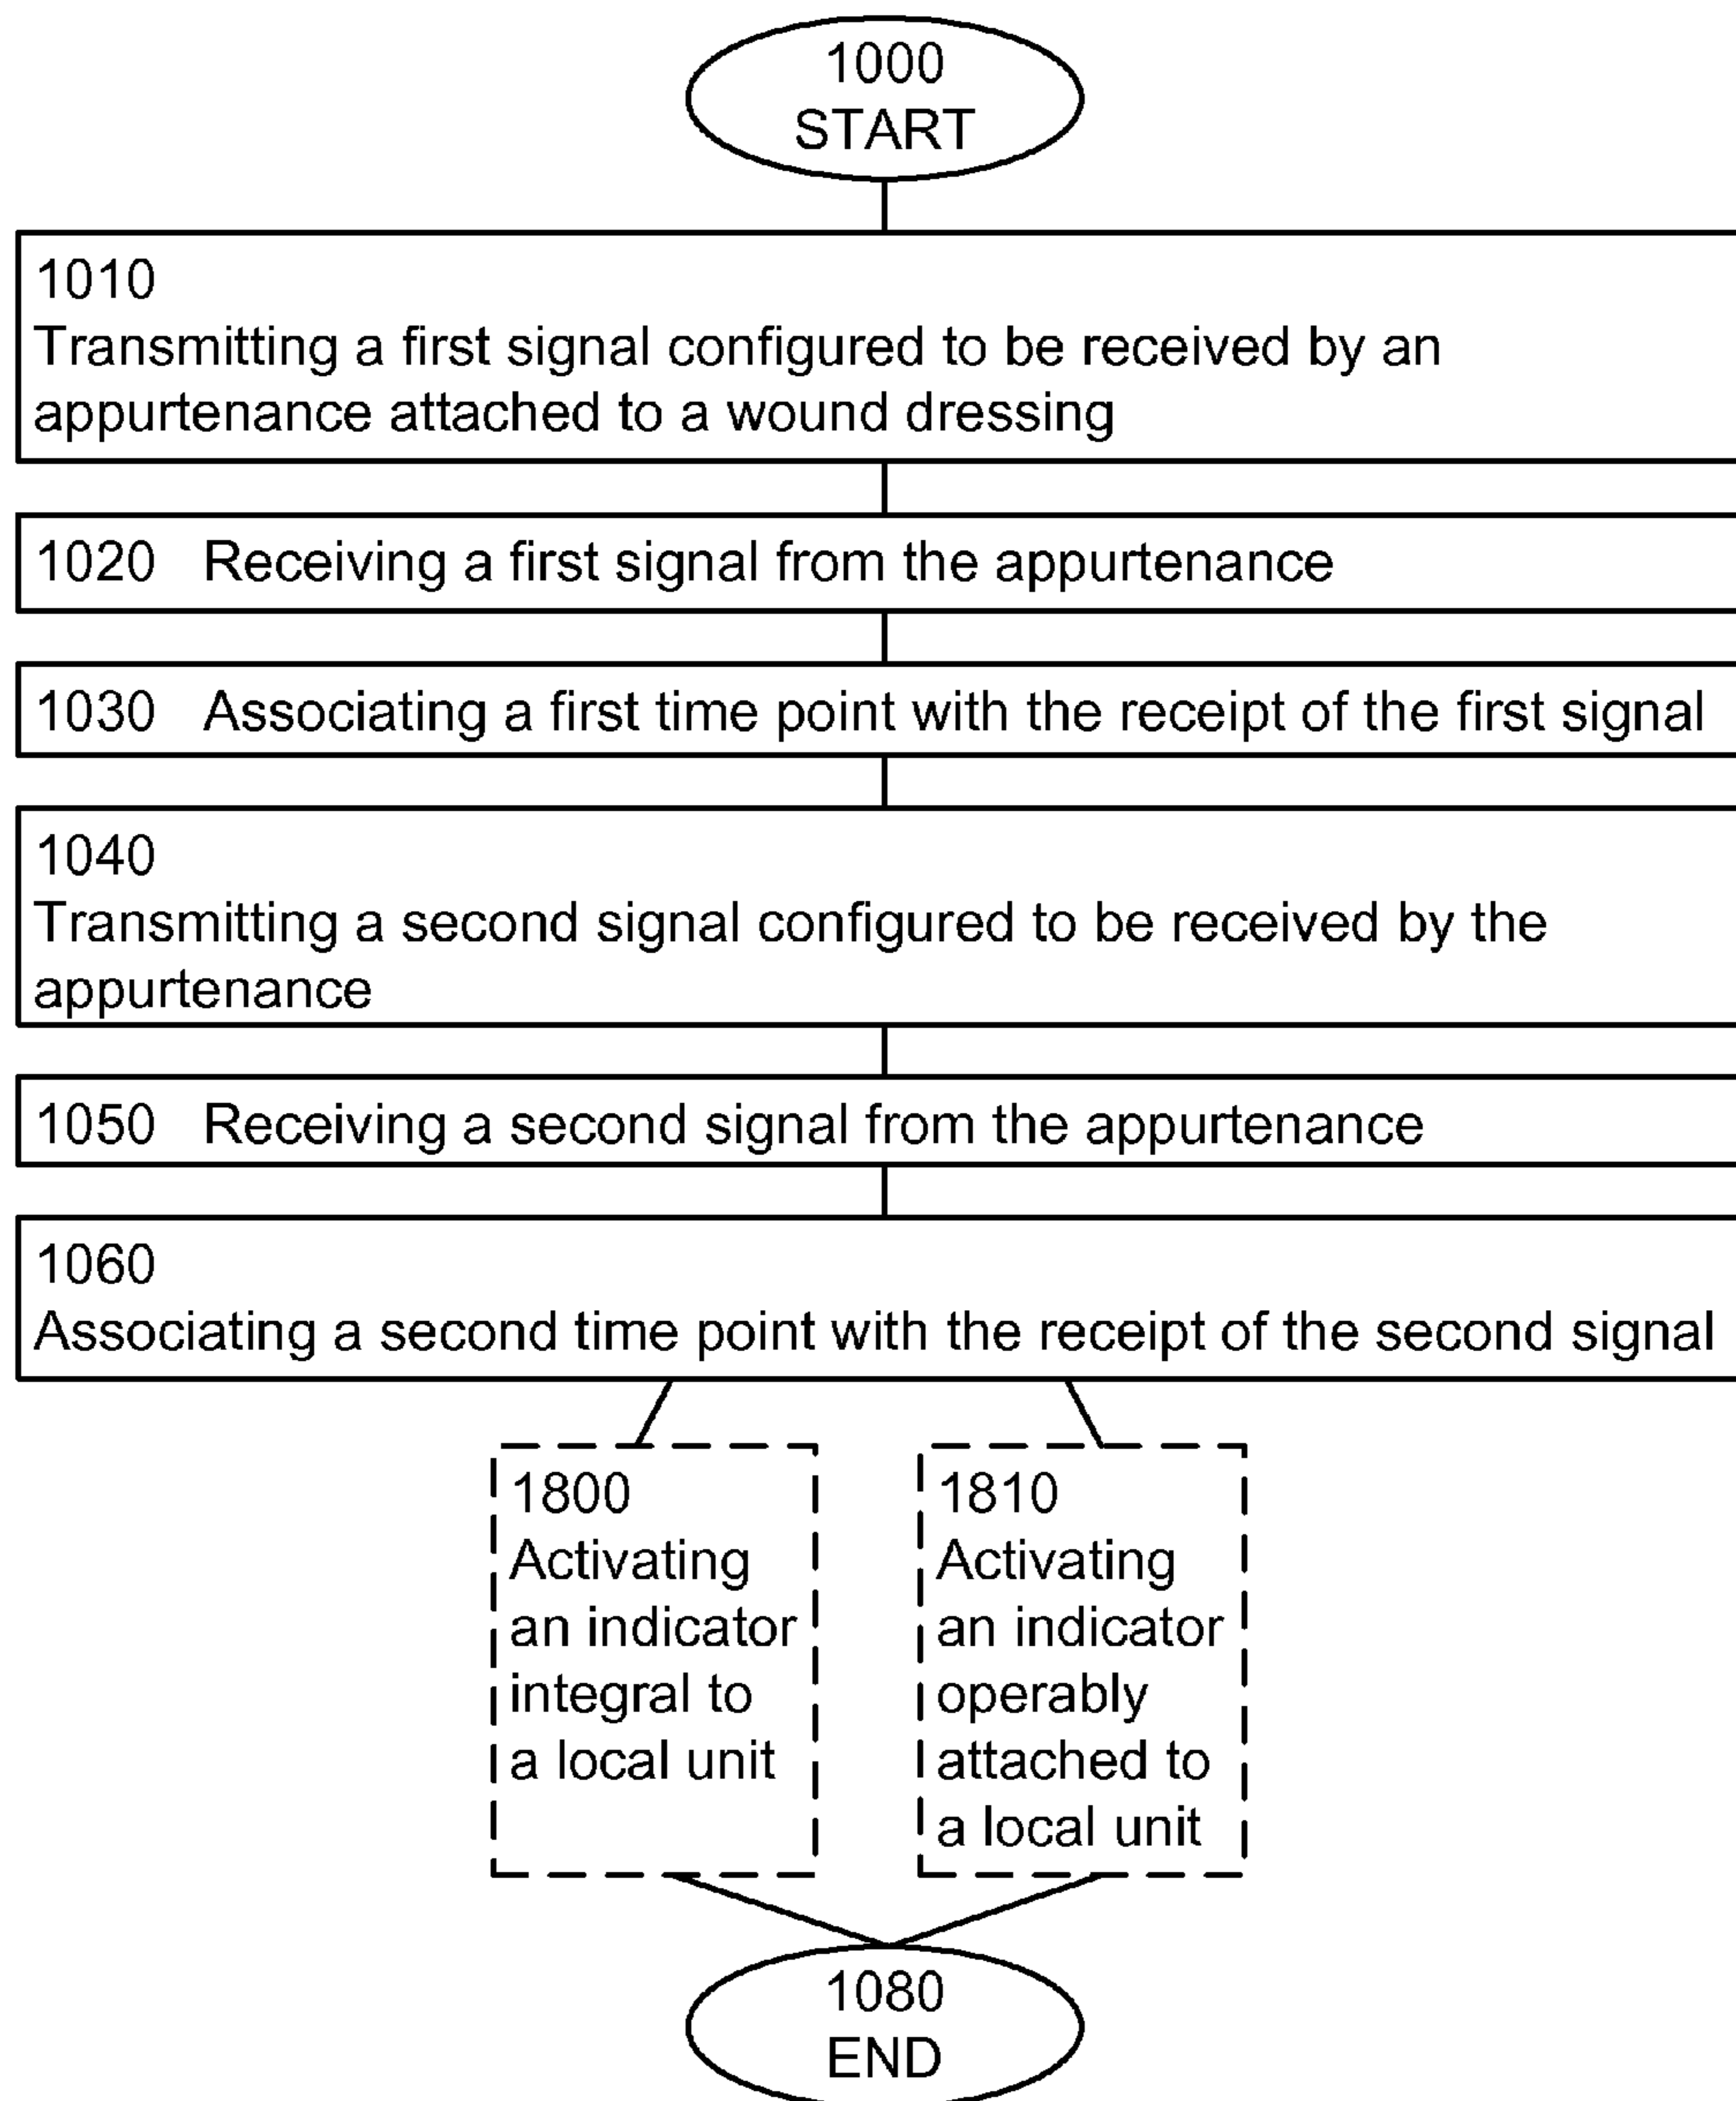 1000
START
1010
Transmitting a first signal configured to be received by an
appurtenance attached to a wound dressing
1020 Receiving a first signal from the appurtenance
1030 Associating a first time point with the receipt of the first signal
1040
Transmitting a second signal configured to be received by the
appurtenance
1050 Receiving a second signal from the appurtenance
1060
Associating a second time point with the receipt of the second signal
1800
Activating
an indicator
integral to
a local unit
1810
Activating
an indicator
operably
attached to
a local unit
1080
END